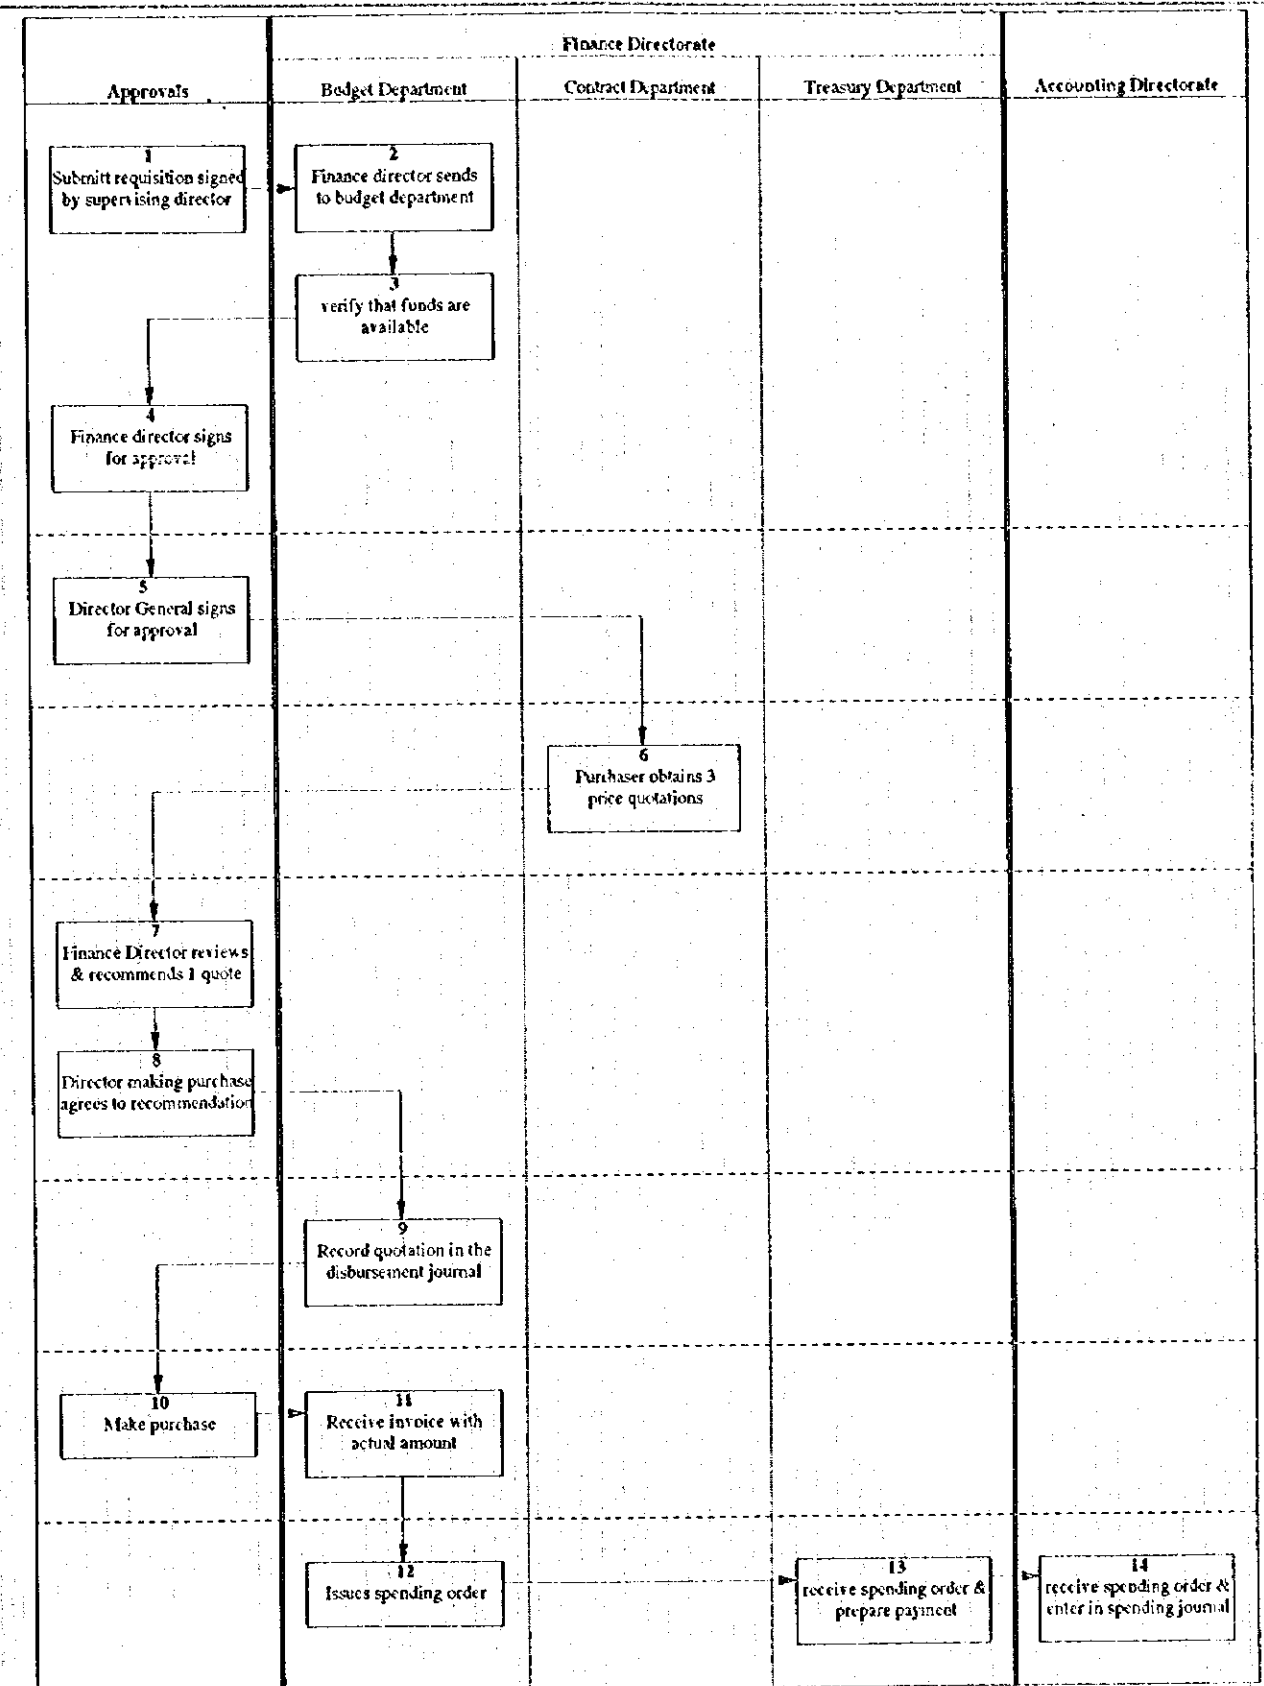 Finance Directorate
Approvals
Budget Department
Contract Department
Treasury Department
Accounting Directorate
1
Submitt requisition signed
by supervising director
2
Finance director sends
to budget department
3
verify that funds are
available
4
Finance director signs
for approval
5
Director General signs
for approval
6
Purchaser obtains 3
price quotations
7
Finance Director reviews
& recommends 1 quote
8
Director making purchase
agrees to recommendation
9
Record quotation in the
disbursement journal
10
Make purchase
11
Receive invoice with
actual amount
12
Issues spending order
13
receive spending order &
prepare payment
14
receive spending order &
enter in spending journal